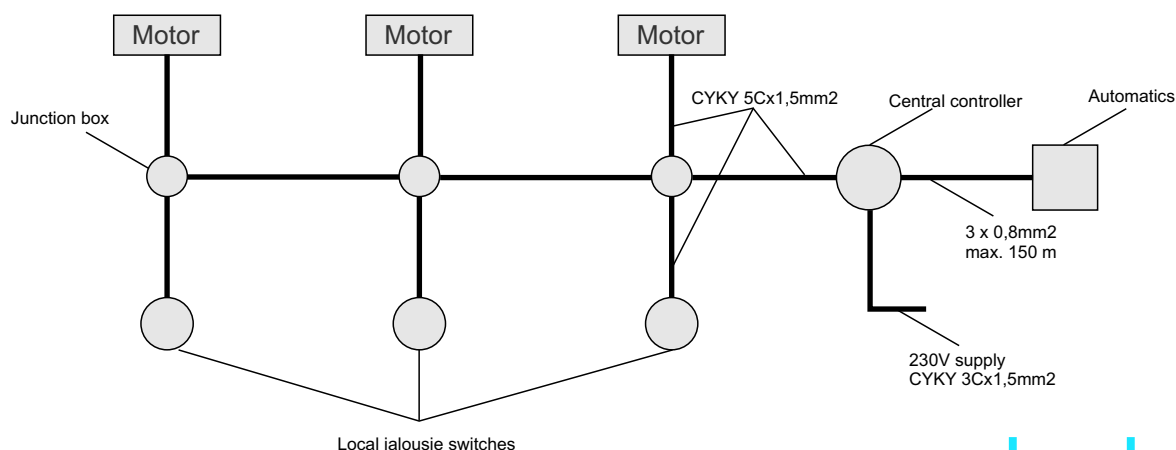 Motor
Motor
Motor
CYKY 5Cx1,5mm2
Central controller
Automatics
Junction box
3 x 0,8mm2
max. 150 m
230V supply
CYKY 3Cx1,5mm2
Local jalousie switches